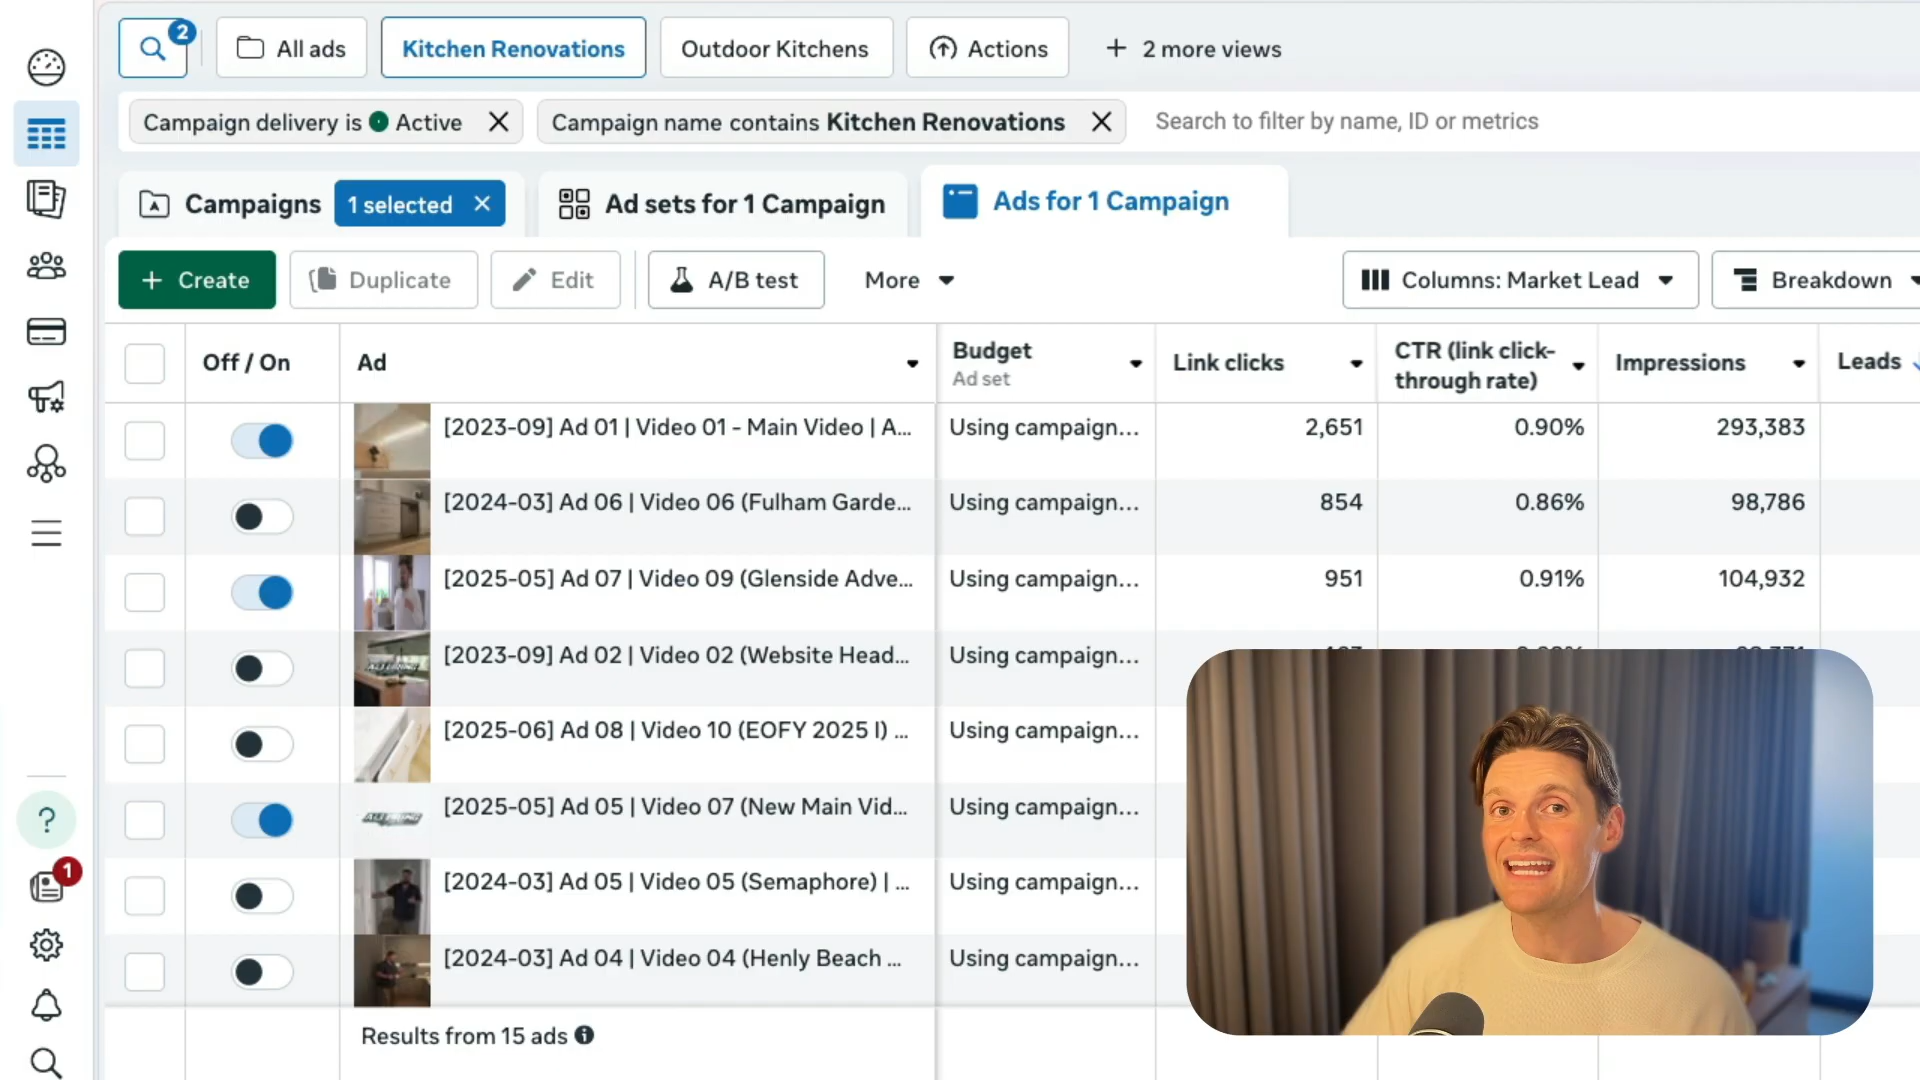 2
All ads
Kitchen Renovations
Outdoor Kitchens
Actions
+ 2 more views
Campaign delivery is Active
Campaign name contains Kitchen Renovations
Search to filter by name, ID or metrics
Campaigns
1 selected
Ad sets for 1 Campaign
Ads for 1 Campaign
+ Create
Duplicate
Edit
A/B test
More
Columns: Market Lead
Breakdown
Off / On
Ad
Budget
Ad set
Link clicks
CTR (link click-
through rate)
Impressions
Leads
[2023-09] Ad 01 | Video 01 - Main Video | A...
Using campaign...
2,651
0.90%
293,383
[2024-03] Ad 06 | Video 06 (Fulham Garde...
Using campaign...
854
0.86%
98,786
[2025-05] Ad 07 | Video 09 (Glenside Adve...
Using campaign...
951
0.91%
104,932
[2023-09] Ad 02 | Video 02 (Website Head...
Using campaign...
[2025-06] Ad 08 | Video 10 (EOFY 2025 I) ...
Using campaign...
[2025-05] Ad 05 | Video 07 (New Main Vid...
Using campaign...
?
1
[2024-03] Ad 05 | Video 05 (Semaphore) | ...
Using campaign...
[2024-03] Ad 04 | Video 04 (Henly Beach ...
Using campaign...
Results from 15 ads